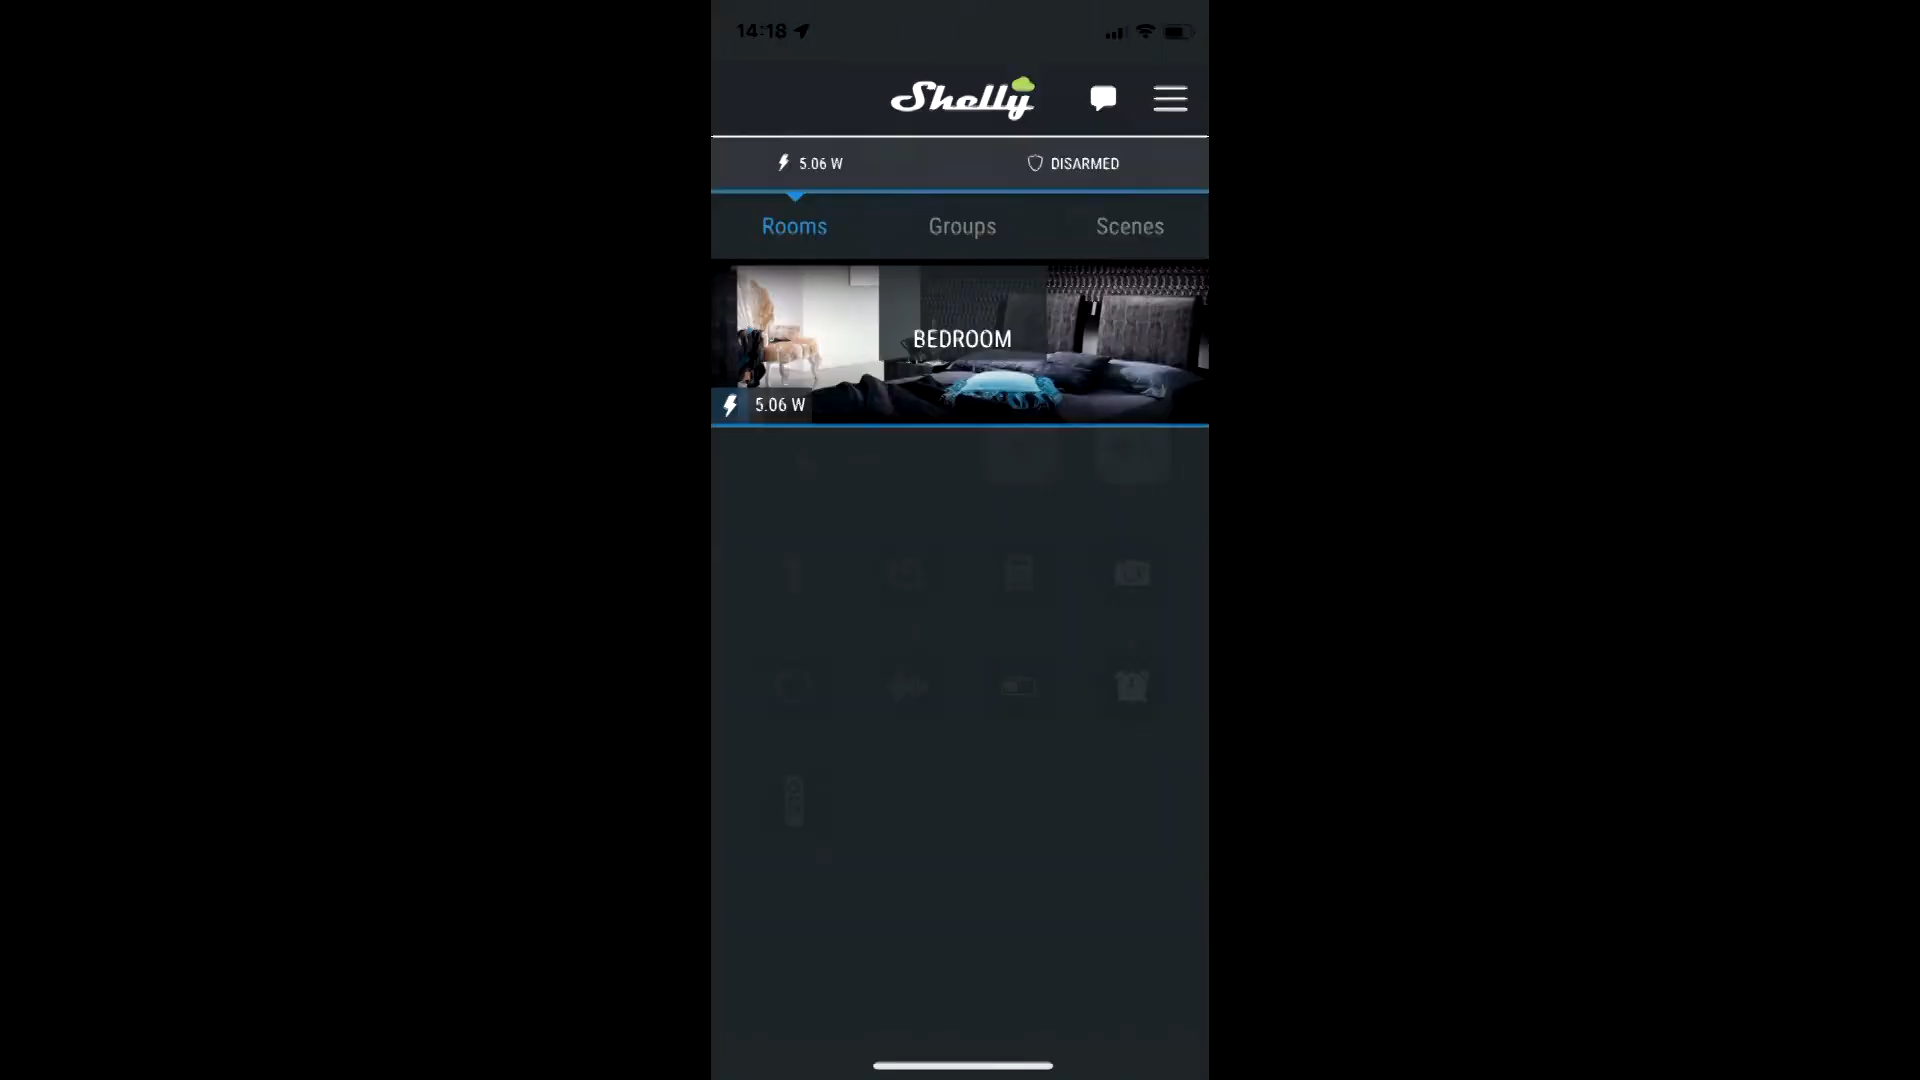 14:18
Shelly
5.06 W
DISARMED
Rooms
Groups
Scenes
BEDROOM
5.06 W